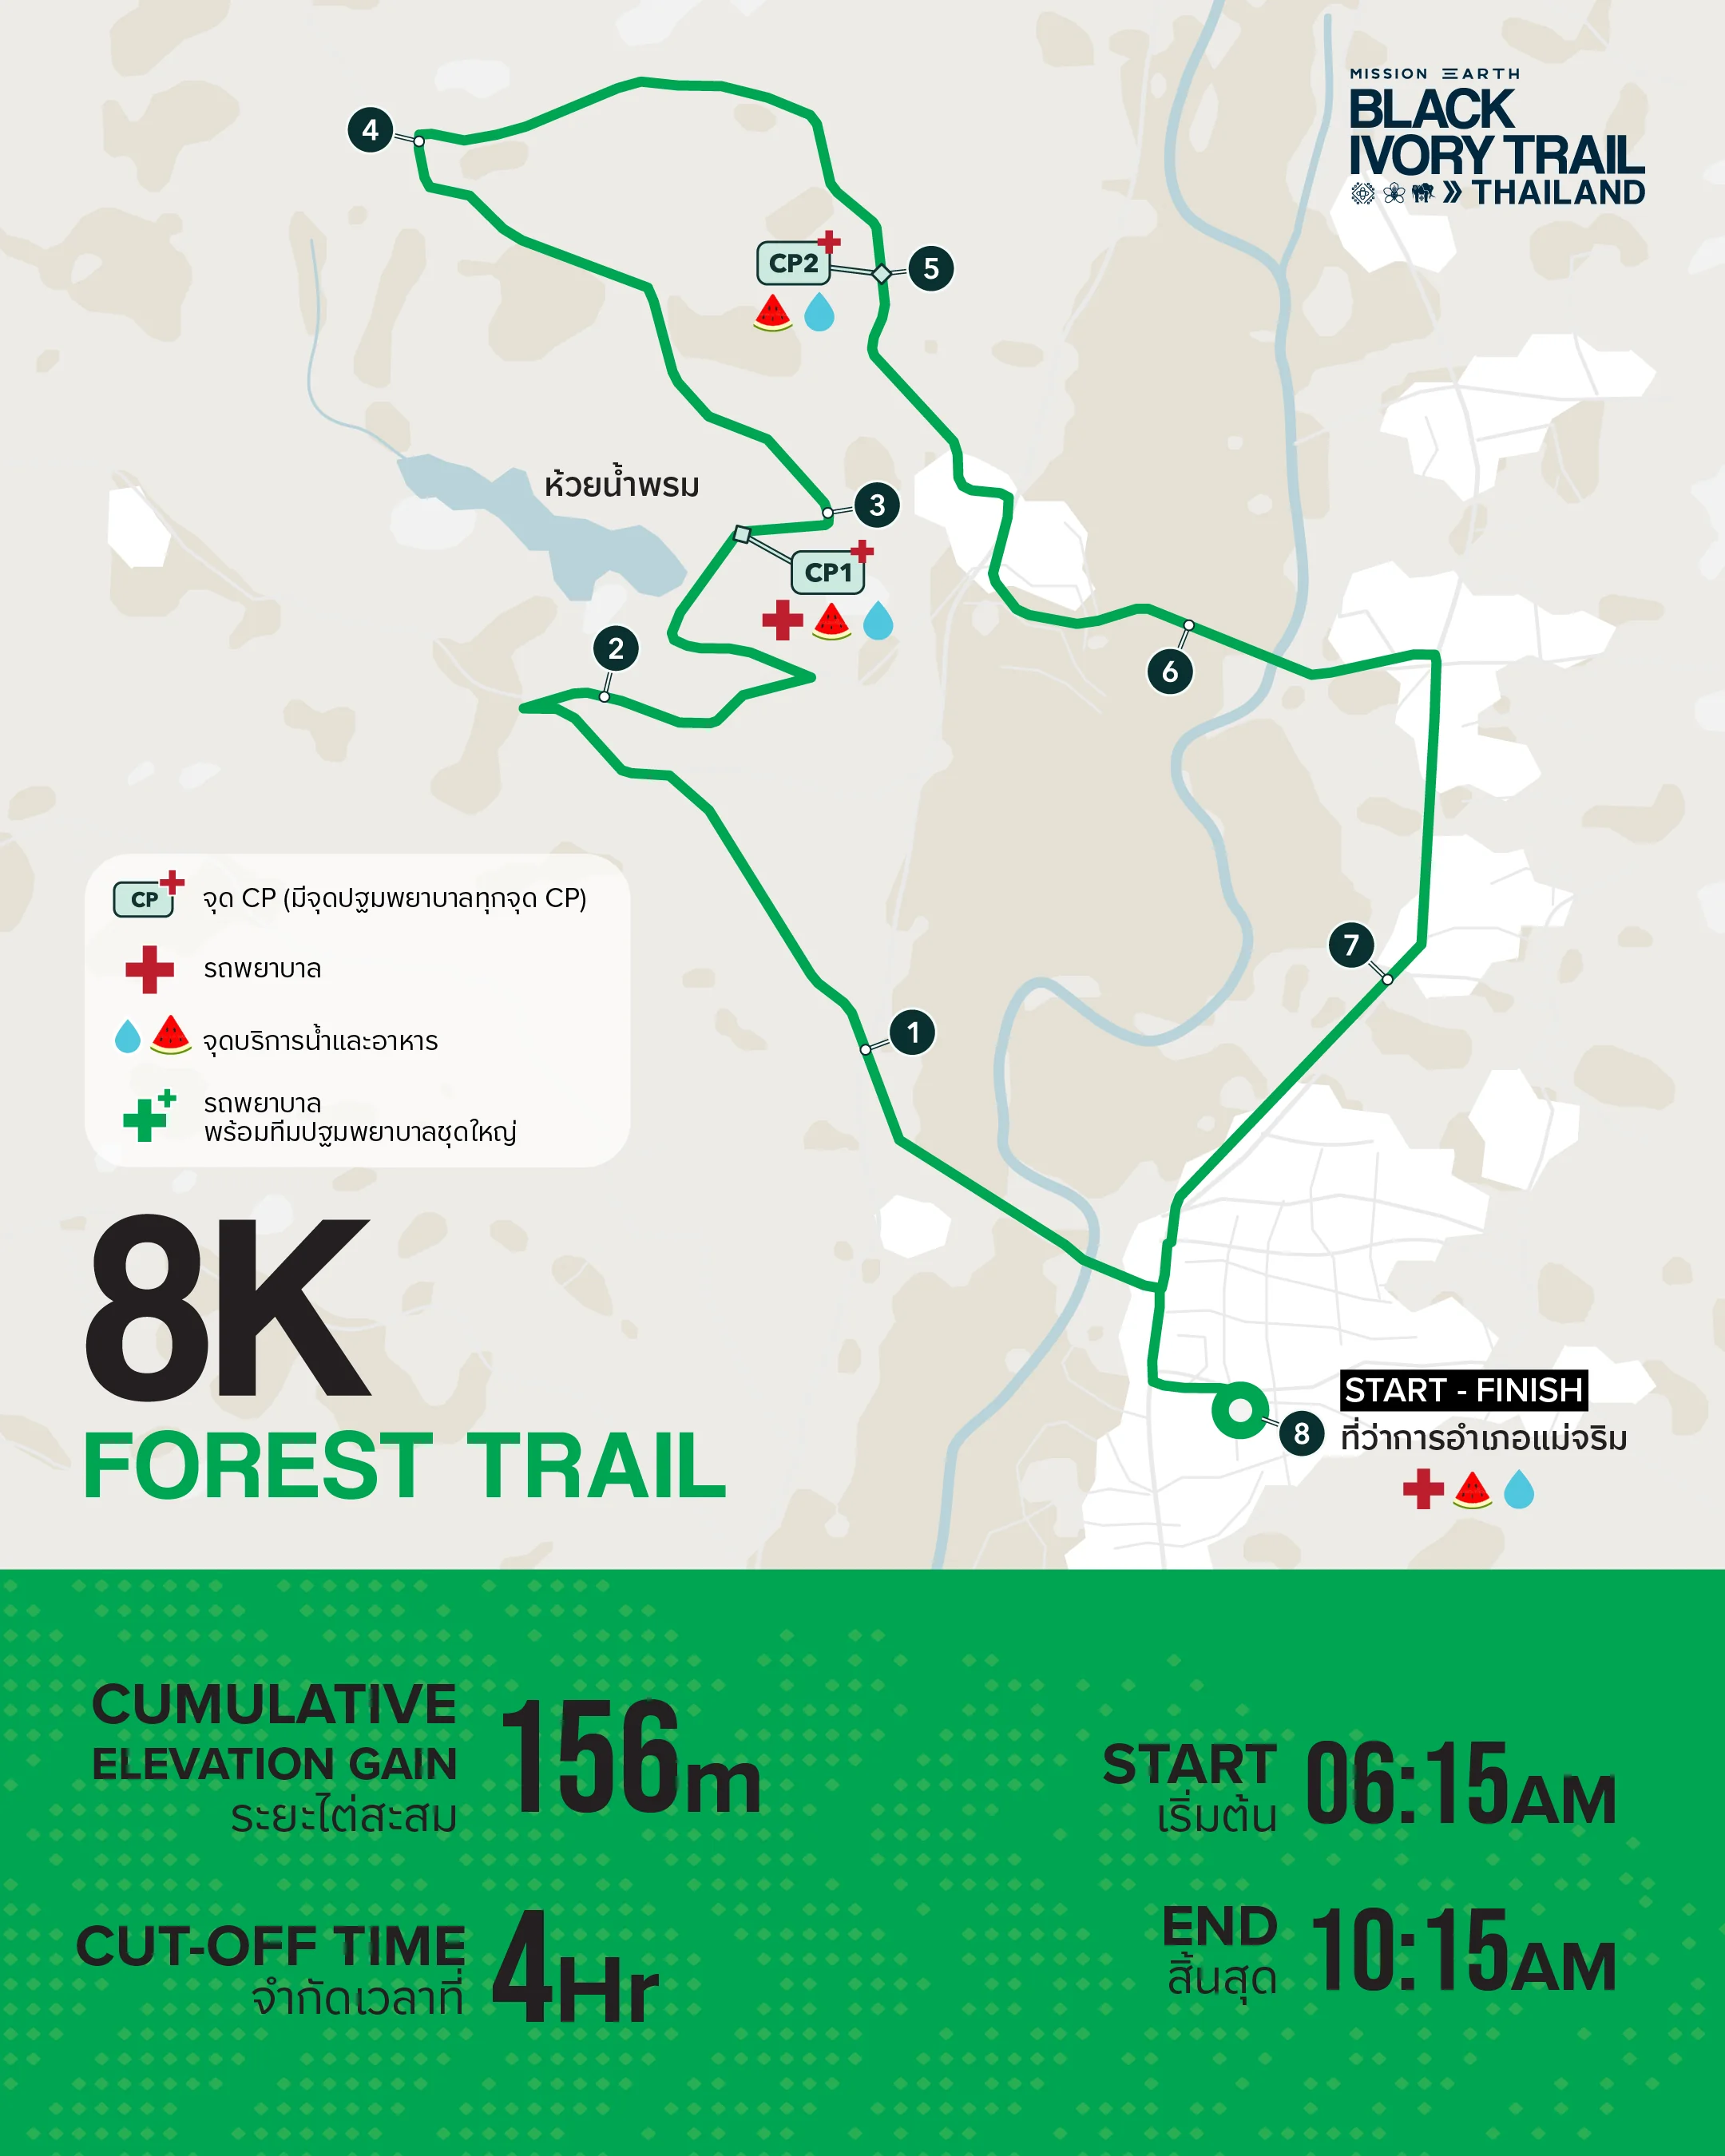 MISSION EARTH
BLACK
IVORY TRAIL
THAILAND
4
CP2
5
ห้วยน้ำพรม
3
CP1
2
6
7
1
CP
จุด CP (มีจุดปฐมพยาบาลทุกจุด CP)
รถพยาบาล
จุดบริการน้ำและอาหาร
รถพยาบาล
พร้อมทีมปฐมพยาบาลชุดใหญ่
8K
FOREST TRAIL
START - FINISH
8
ที่ว่าการอำเภอแม่จริม
CUMULATIVE
ELEVATION GAIN
ระยะไต่สะสม
156m
START
เริ่มต้น
06:15AM
CUT-OFF TIME
จำกัดเวลาที่
4Hr
END
สิ้นสุด
10:15AM